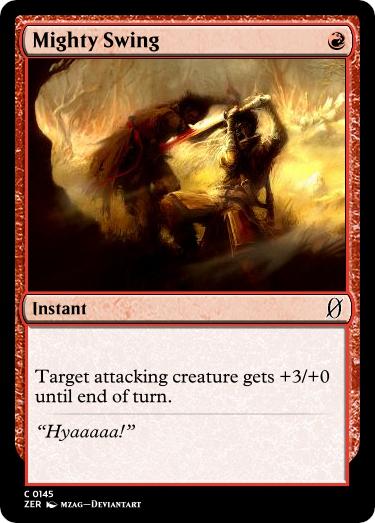 Mighty Swing
Instant
Target attacking creature gets +3/+0
until end of turn.
“Hyaaaaa!”
C 0145
ZER MZAG—Deviantart